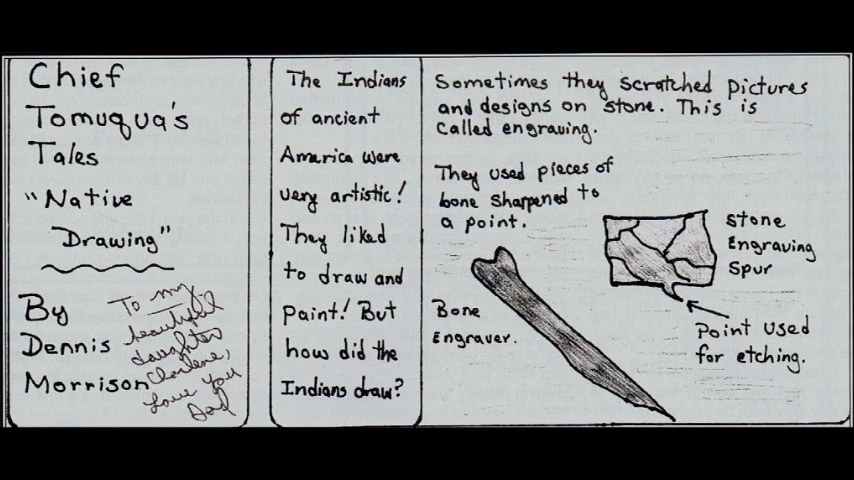 Chief
Tomuqua's
Tales
"Native
Drawing"
By
Dennis
Morrison
To my
beautiful
daughter
Charlene,
Love you
Dad
The Indians
of ancient
America were
very artistic!
They liked
to draw and
paint! But
how did the
Indians draw?
Sometimes they scratched pictures
and designs on stone. This is
called engraving.
They used pieces of
bone sharpened to
a point.
Bone
Engraver.
Stone
Engraving
Spur
Point used
for etching.